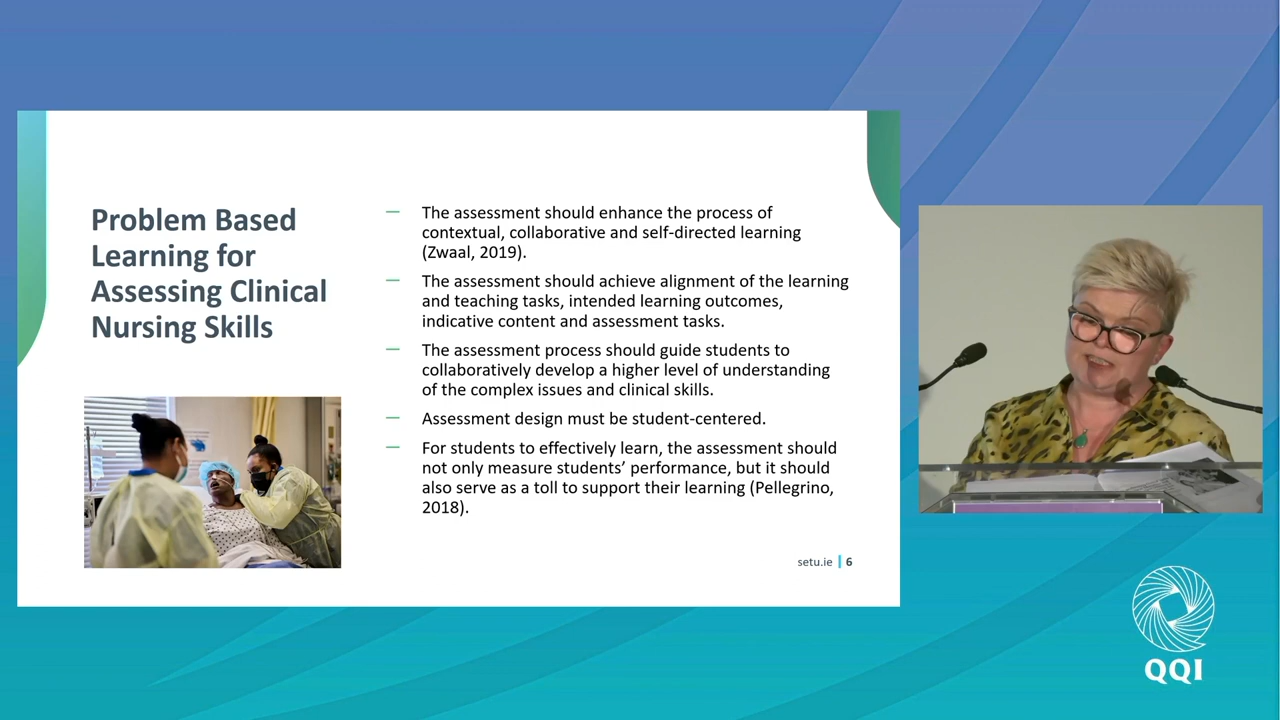 Problem Based
Learning for
Assessing Clinical
Nursing Skills
— The assessment should enhance the process of
contextual, collaborative and self-directed learning
(Zwaal, 2019).
— The assessment should achieve alignment of the learning
and teaching tasks, intended learning outcomes,
indicative content and assessment tasks.
— The assessment process should guide students to
collaboratively develop a higher level of understanding
of the complex issues and clinical skills.
— Assessment design must be student-centered.
— For students to effectively learn, the assessment should
not only measure students’ performance, but it should
also serve as a toll to support their learning (Pellegrino,
2018).
setu.ie | 6
QQI